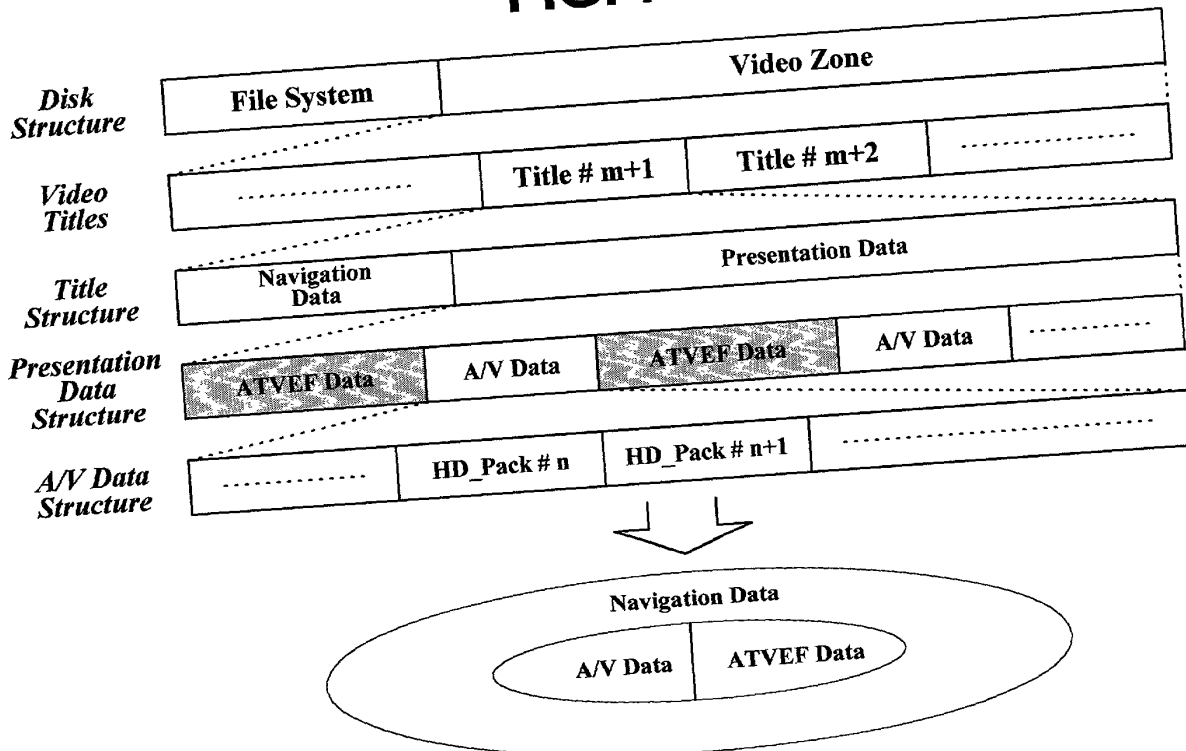 Disk
Structure
File System
Video Zone
Video
Titles
....................
Title # m+1
Title # m+2
....................
Title
Structure
Navigation
Data
Presentation Data
Presentation
Data
Structure
ATVEF Data
A/V Data
ATVEF Data
A/V Data
..............
A/V Data
Structure
..............
HD_Pack # n
HD_Pack # n+1
................................
Navigation Data
A/V Data
ATVEF Data